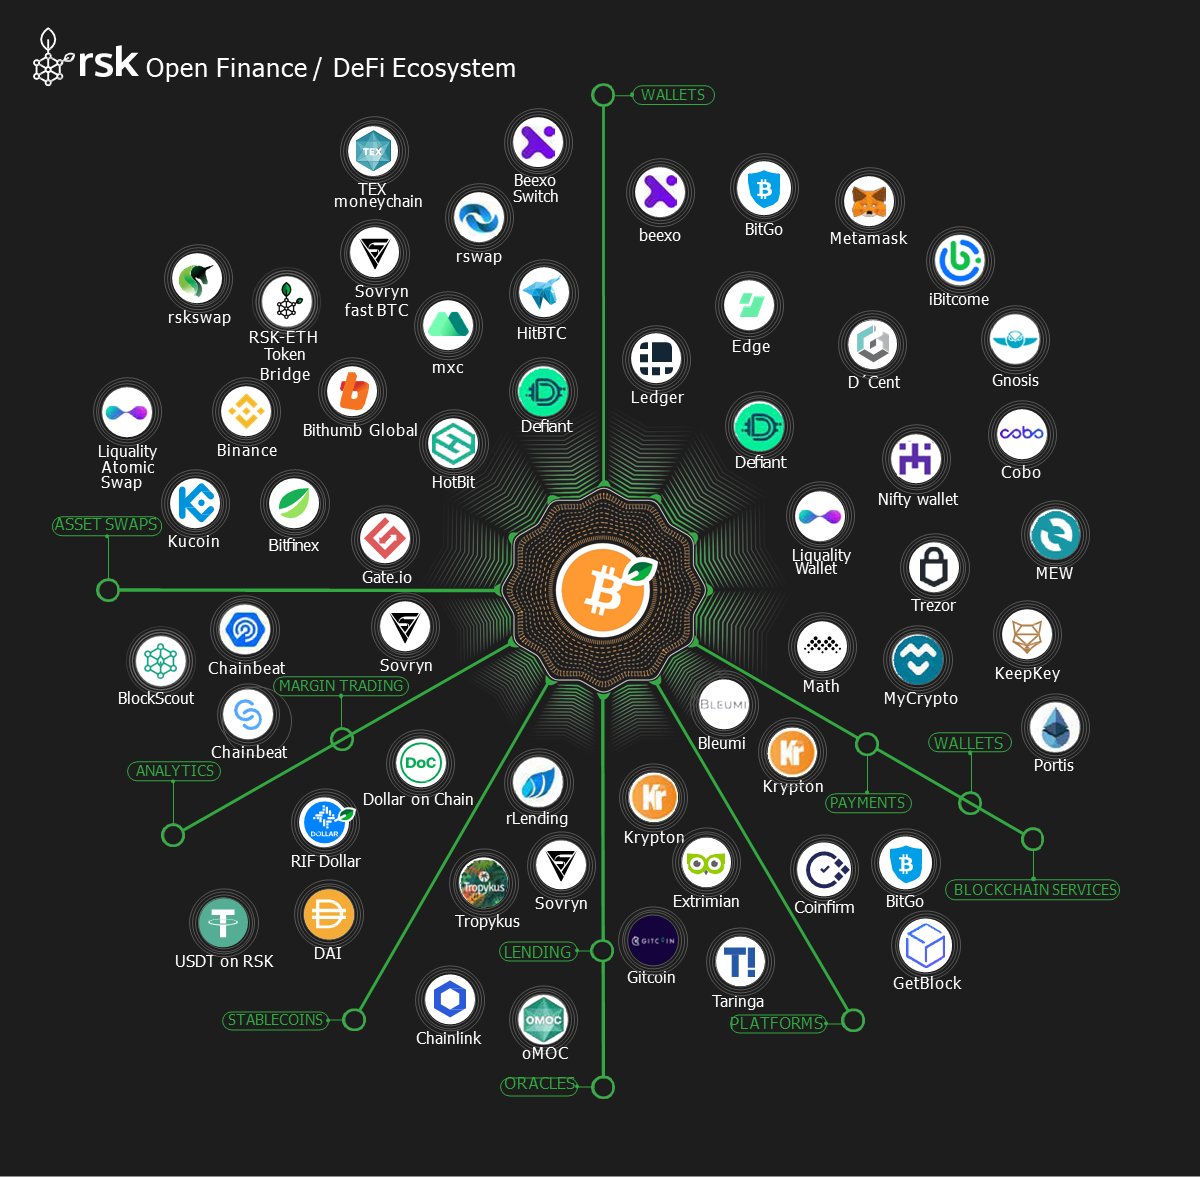 rsk Open Finance / DeFi Ecosystem
WALLETS
TEX
TEX
moneychain
Beexo
Switch
rswap
Sovryn
fast BTC
rskswap
RSK-ETH
Token
Bridge
mxc
HitBTC
Liquality
Atomic
Swap
Binance
Bithumb Global
HotBit
Defiant
Kucoin
Bitfinex
Gate.io
ASSET SWAPS
beexo
BitGo
Metamask
iBitcome
Edge
Ledger
D´Cent
Gnosis
Defiant
Nifty wallet
cobo
Cobo
Liquality
Wallet
Trezor
MEW
Math
MyCrypto
KeepKey
Portis
WALLETS
BlockScout
Chainbeat
Chainbeat
ANALYTICS
Sovryn
MARGIN TRADING
DoC
Dollar on Chain
DOLLAR
RIF Dollar
USDT on RSK
DAI
STABLECOINS
rLending
Tropykus
Tropykus
Sovryn
LENDING
Chainlink
OMOC
oMOC
ORACLES
Kr
Krypton
Extrimian
GITCOIN
Gitcoin
T!
Taringa
PLATFORMS
BLEUMI
Bleumi
Kr
Krypton
PAYMENTS
Coinfirm
BitGo
GetBlock
BLOCKCHAIN SERVICES